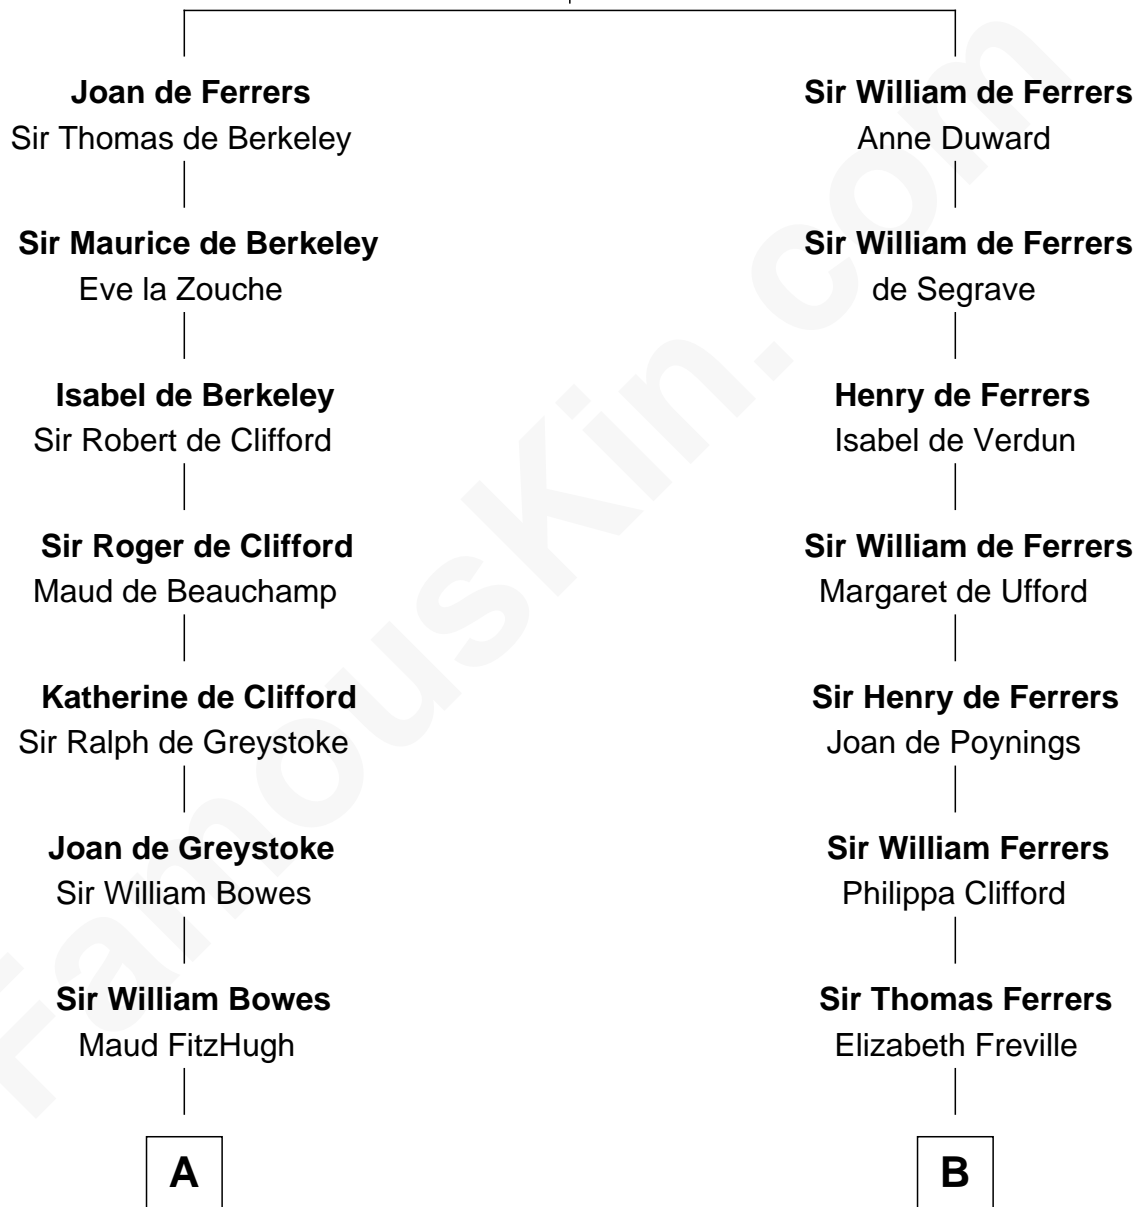 Joan de Ferrers
Sir Thomas de Berkeley
Sir Maurice de Berkeley
Eve la Zouche
Isabel de Berkeley
Sir Robert de Clifford
Sir Roger de Clifford
Maud de Beauchamp
Katherine de Clifford
Sir Ralph de Greystoke
Joan de Greystoke
Sir William Bowes
Sir William Bowes
Maud FitzHugh
A
Sir William de Ferrers
Anne Duward
Sir William de Ferrers
de Segrave
Henry de Ferrers
Isabel de Verdun
Sir William de Ferrers
Margaret de Ufford
Sir Henry de Ferrers
Joan de Poynings
Sir William Ferrers
Philippa Clifford
Sir Thomas Ferrers
Elizabeth Freville
B
FamousKin.com